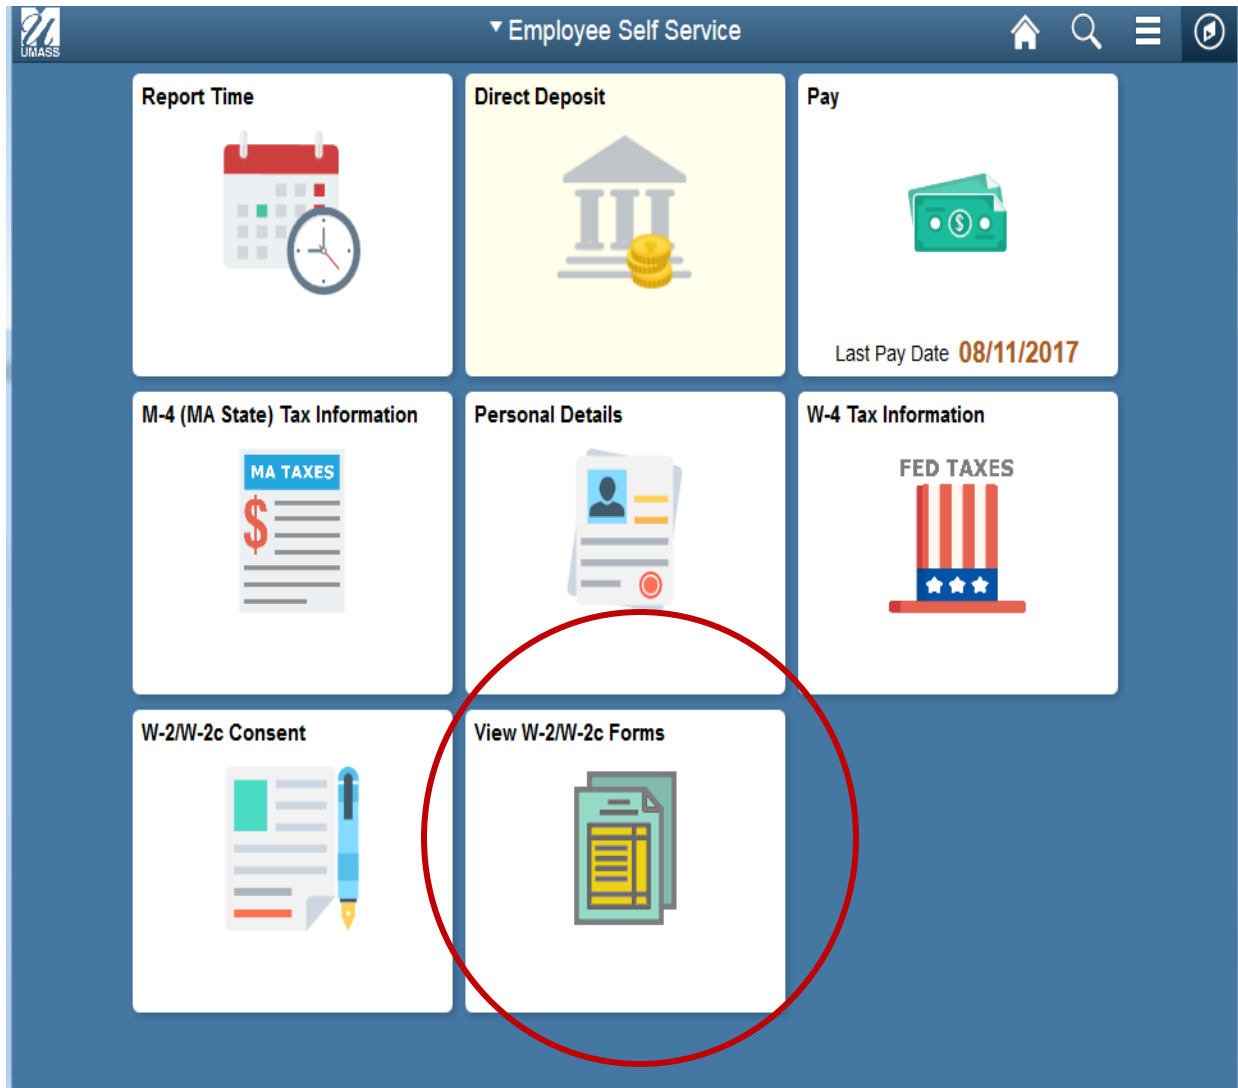 UMASS
Employee Self Service
Report Time
Direct Deposit
Pay
$
Last Pay Date 08/11/2017
M-4 (MA State) Tax Information
Personal Details
W-4 Tax Information
MA TAXES
$
FED TAXES
W-2/W-2c Consent
View W-2/W-2c Forms